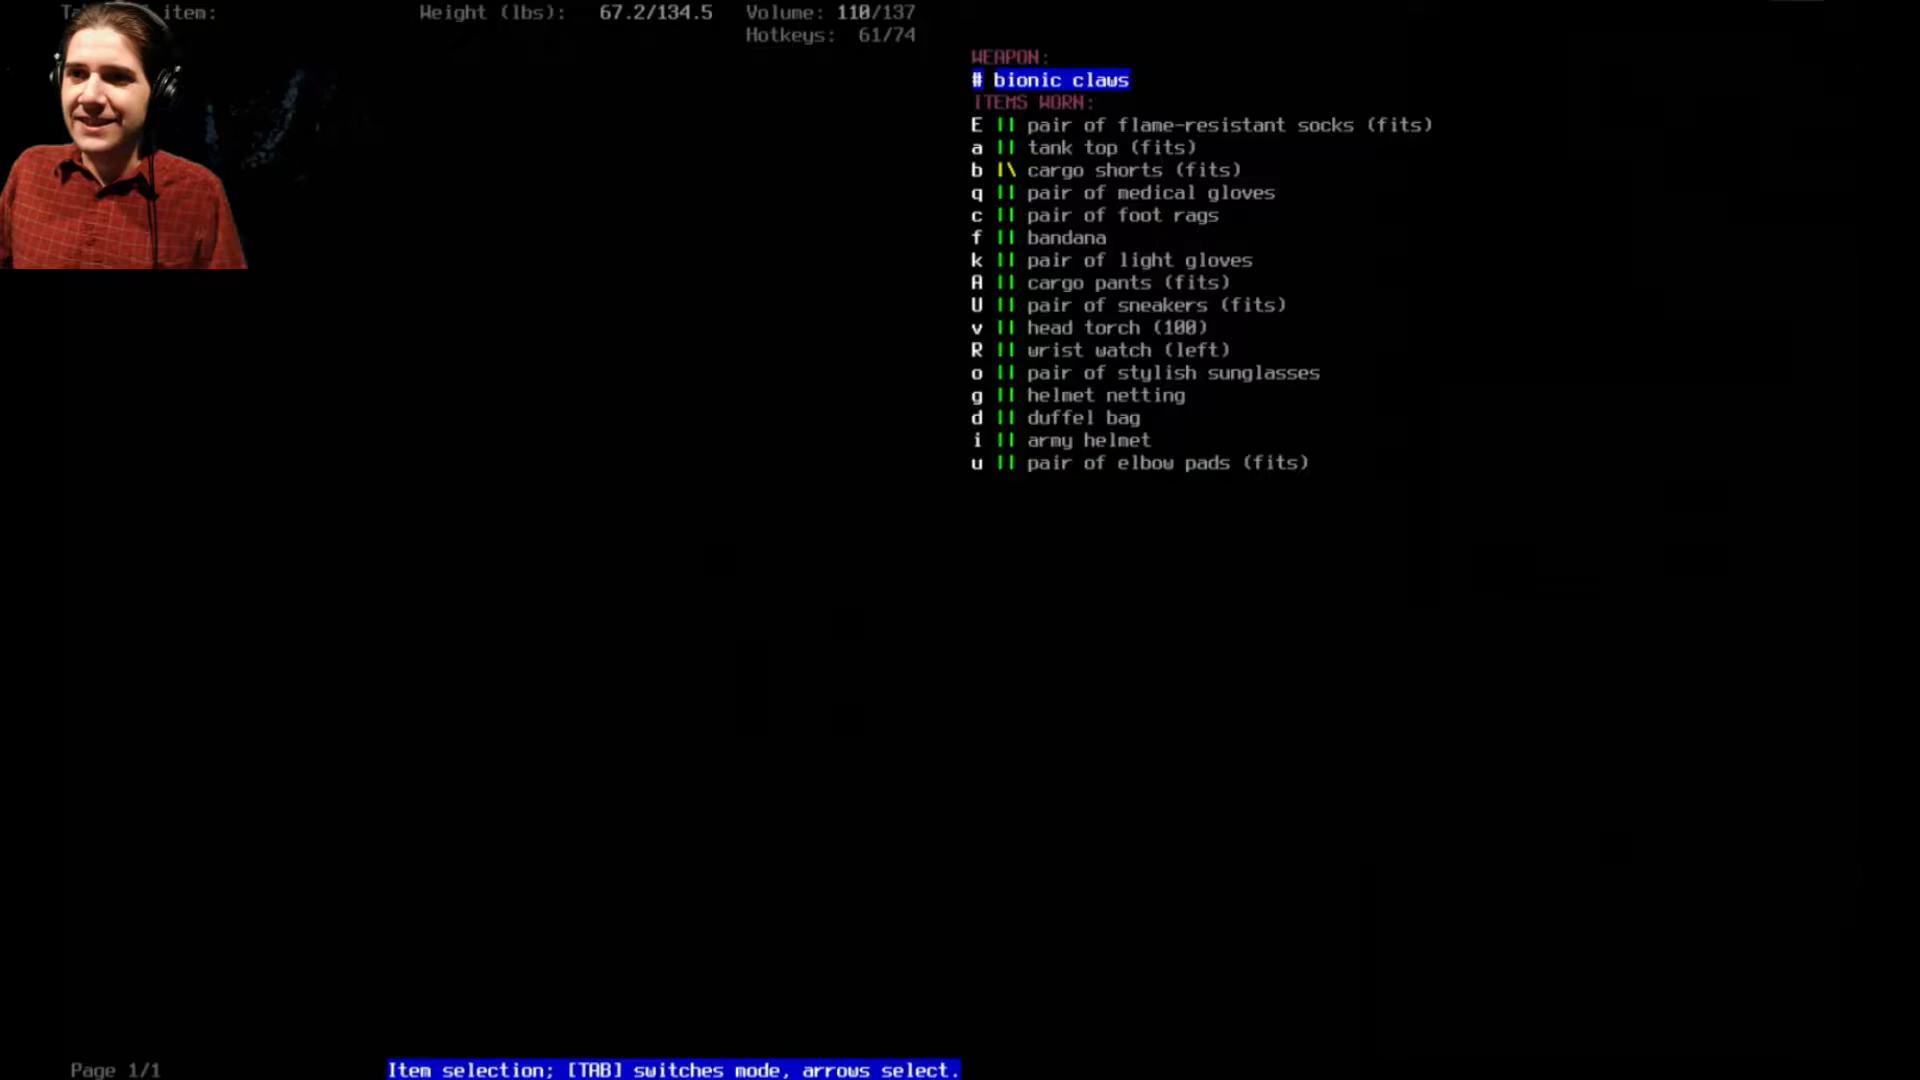 item: Weight (lbs): 67.2/134.5 Volume: 110/137
Hotkeys: 61/74
WEAPON:
# bionic claws
ITEMS WORN:
E || pair of flame-resistant socks (fits)
a || tank top (fits)
b |\ cargo shorts (fits)
q || pair of medical gloves
c || pair of foot rags
f || bandana
k || pair of light gloves
A || cargo pants (fits)
U || pair of sneakers (fits)
v || head torch (100)
R || wrist watch (left)
o || pair of stylish sunglasses
g || helmet netting
d || duffel bag
i || army helmet
u || pair of elbow pads (fits)
Page 1/1 Item selection; [TAB] switches mode, arrows select.